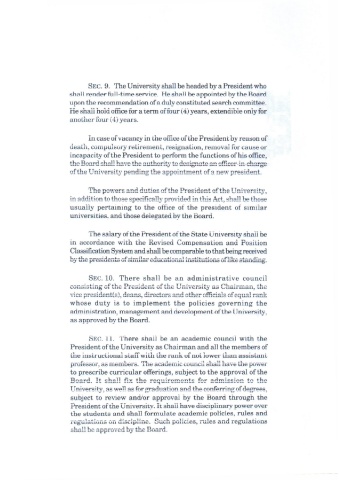 SEC. 9. The University shall be headed by a President who
shall render full-time service. He shall be appointed by the Board
upon the recommendation of a duly constituted search committee.
He shall hold office for a term of four (4) years, extendible only for
another four (4) years.
In case of vacancy in the office of the President by reason of
death, compulsory retirement, resignation, removal for cause or
incapacity of the President to perform the functions of his office,
the Board shall have the authority to designate an officer-in-charge
of the University pending the appointment of a new president.
The powers and duties of the President of the University,
in addition to those specifically provided in this Act, shall be those
usually pertaining to the office of the president of similar
universities, and those delegated by the Board.
The salary of the President of the State University shall be
in accordance with the Revised Compensation and Position
Classification System and shall be comparable to that being received
by the presidents of similar educational institutions of like standing.
SEC. 10. There shall be an administrative council
consisting of the President of the University as Chairman, the
vice president(s), deans, directors and other officials of equal rank
whose duty is to implement the policies governing the
administration, management and development of the University,
as approved by the Board.
SEC. 11. There shall be an academic council with the
President of the University as Chairman and all the members of
the instructional staff with the rank of not lower than assistant
professor, as members. The academic council shall have the power
to prescribe curricular offerings, subject to the approval of the
Board. It shall fix the requirements for admission to the
University, as well as for graduation and the conferring of degrees,
subject to review and/or approval by the Board through the
President of the University. It shall have disciplinary power over
the students and shall formulate academic policies, rules and
regulations on discipline. Such policies, rules and regulations
shall be approved by the Board.